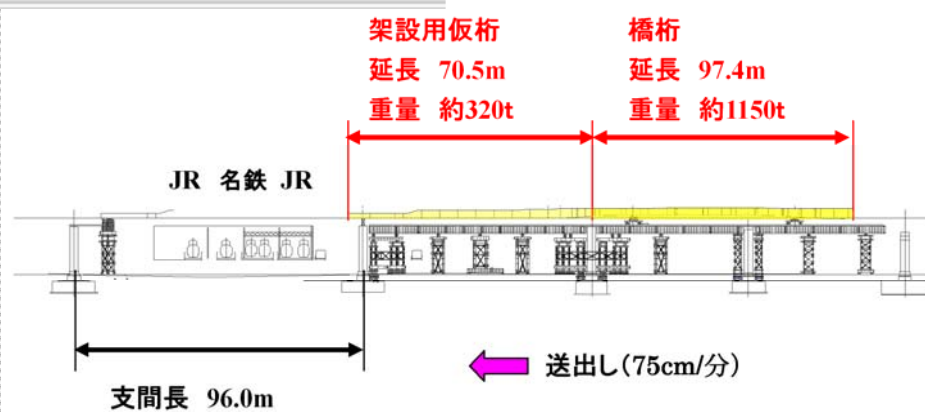 架設用仮桁
延長 70.5m
重量 約320t
橋桁
延長 97.4m
重量 約1150t
JR 名鉄 JR
送出し(75cm/分)
支間長 96.0m